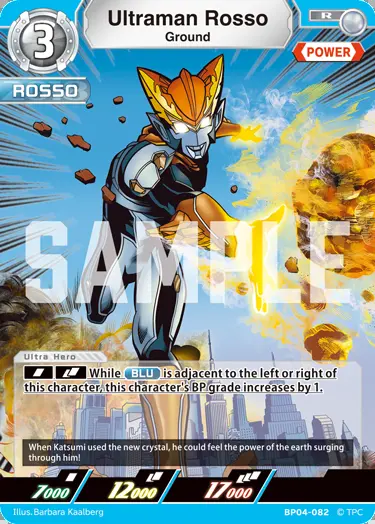 3
Ultraman Rosso
Ground
R
POWER
ROSSO
SAMPLE
Ultra Hero
While BLU is adjacent to the left or right of
this character, this character's BP grade increases by 1.
When Katsumi used the new crystal, he could feel the power of the earth surging
through him!
7000 12000 17000
Illus.Barbara Kaalberg BP04-082 © TPC